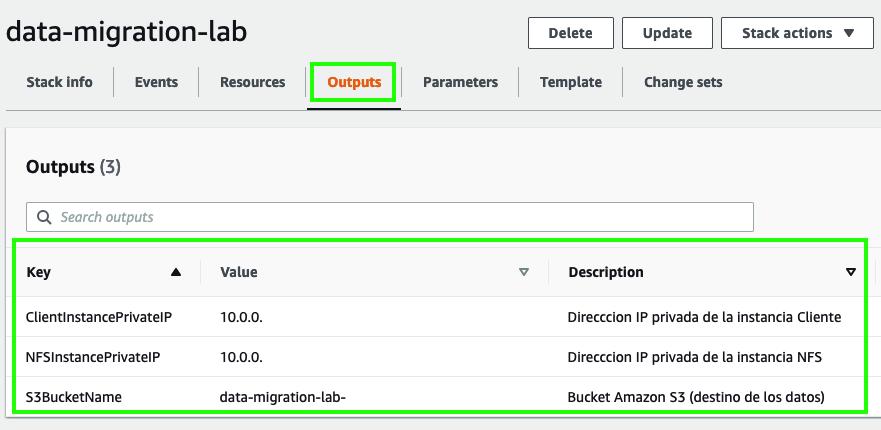 data-migration-lab
Delete
Update
Stack actions
Stack info
Events
Resources
Outputs
Parameters
Template
Change sets
Outputs (3)
Search outputs
Key Value Description
ClientInstancePrivateIP 10.0.0. Direcccion IP privada de la instancia Cliente
NFSInstancePrivateIP 10.0.0. Direcccion IP privada de la instancia NFS
S3BucketName data-migration-lab- Bucket Amazon S3 (destino de los datos)